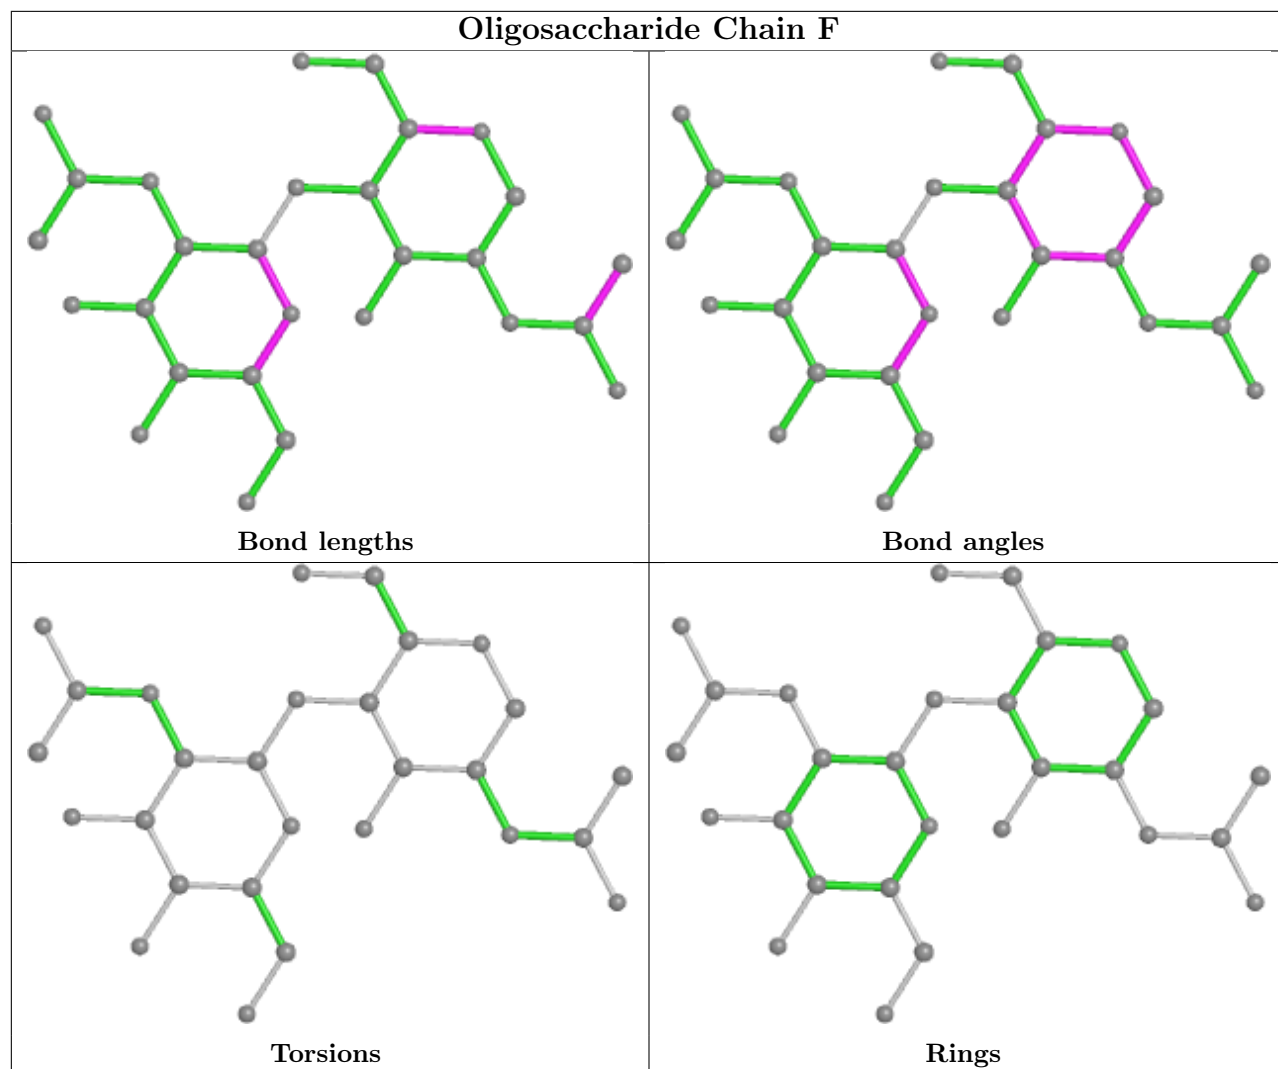 Oligosaccharide Chain F
Bond lengths
Bond angles
Torsions
Rings